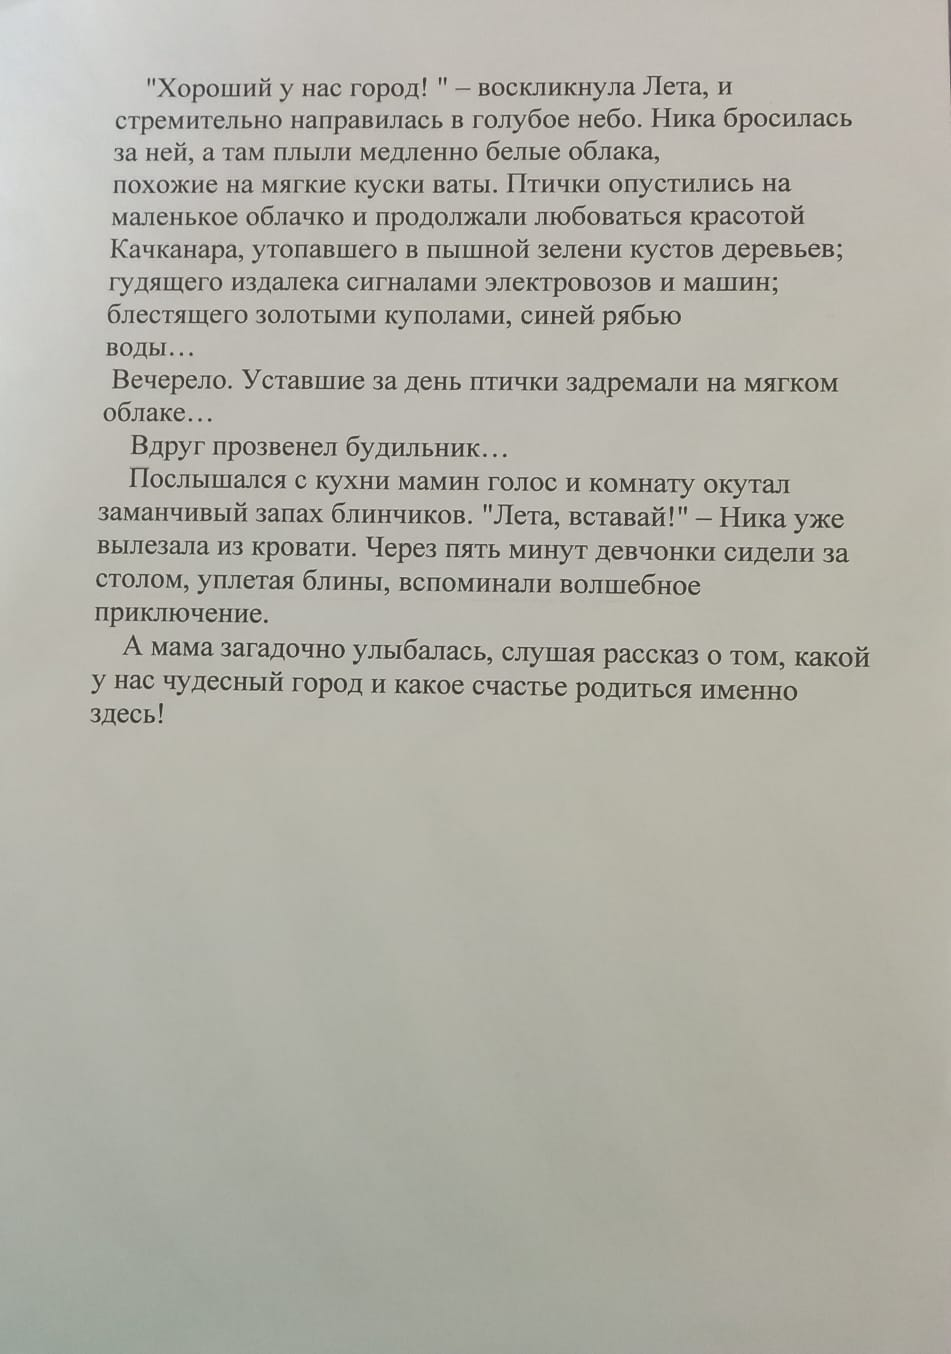 "Хороший у нас город! " – воскликнула Лета, и
стремительно направилась в голубое небо. Ника бросилась
за ней, а там плыли медленно белые облака,
похожие на мягкие куски ваты. Птички опустились на
маленькое облачко и продолжали любоваться красотой
Качканара, утопавшего в пышной зелени кустов деревьев;
гудящего издалека сигналами электровозов и машин;
блестящего золотыми куполами, синей рябью
воды…
Вечерело. Уставшие за день птички задремали на мягком
облаке…
Вдруг прозвенел будильник…
Послышался с кухни мамин голос и комнату окутал
заманчивый запах блинчиков. "Лета, вставай!" – Ника уже
вылезала из кровати. Через пять минут девчонки сидели за
столом, уплетая блины, вспоминали волшебное
приключение.
А мама загадочно улыбалась, слушая рассказ о том, какой
у нас чудесный город и какое счастье родиться именно
здесь!